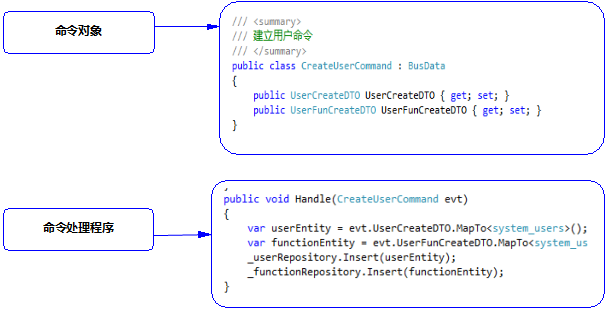 命令对象
/// <summary>
/// 建立用户命令
/// </summary>
public class CreateUserCommand : BusData
{
public UserCreateDTO UserCreateDTO { get; set; }
public UserFunCreateDTO UserFunCreateDTO { get; set; }
}
命令处理程序
public void Handle(CreateUserCommand evt)
{
var userEntity = evt.UserCreateDTO.MapTo<system_users>();
var functionEntity = evt.UserFunCreateDTO.MapTo<system_us
_userRepository.Insert(userEntity);
_functionRepository.Insert(functionEntity);
}